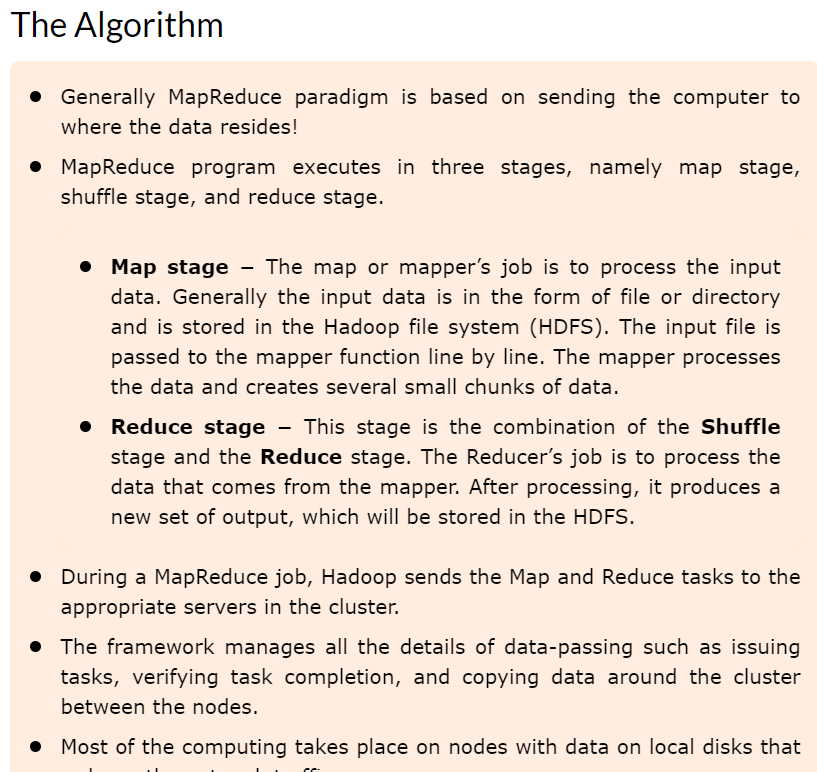 The Algorithm
● Generally MapReduce paradigm is based on sending the computer to
where the data resides!
● MapReduce program executes in three stages, namely map stage,
shuffle stage, and reduce stage.
● Map stage − The map or mapper’s job is to process the input
data. Generally the input data is in the form of file or directory
and is stored in the Hadoop file system (HDFS). The input file is
passed to the mapper function line by line. The mapper processes
the data and creates several small chunks of data.
● Reduce stage − This stage is the combination of the Shuffle
stage and the Reduce stage. The Reducer’s job is to process the
data that comes from the mapper. After processing, it produces a
new set of output, which will be stored in the HDFS.
● During a MapReduce job, Hadoop sends the Map and Reduce tasks to the
appropriate servers in the cluster.
● The framework manages all the details of data-passing such as issuing
tasks, verifying task completion, and copying data around the cluster
between the nodes.
● Most of the computing takes place on nodes with data on local disks that